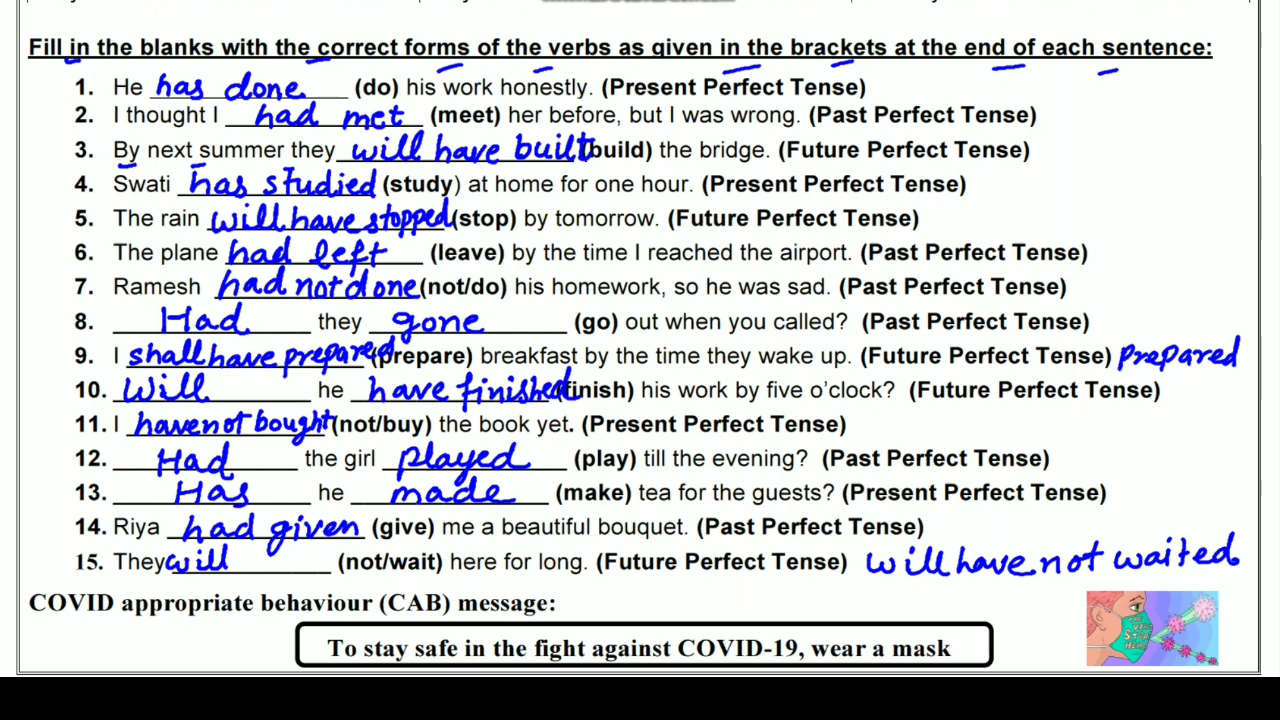 Fill in the blanks with the correct forms of the verbs as given in the brackets at the end of each sentence:
1. He has done (do) his work honestly. (Present Perfect Tense)
2. I thought I had met (meet) her before, but I was wrong. (Past Perfect Tense)
3. By next summer they will have built (build) the bridge. (Future Perfect Tense)
4. Swati has studied (study) at home for one hour. (Present Perfect Tense)
5. The rain will have stopped (stop) by tomorrow. (Future Perfect Tense)
6. The plane had left (leave) by the time I reached the airport. (Past Perfect Tense)
7. Ramesh had not done (not/do) his homework, so he was sad. (Past Perfect Tense)
8. Had they gone (go) out when you called? (Past Perfect Tense)
9. I shall have prepared (prepare) breakfast by the time they wake up. (Future Perfect Tense) prepared
10. Will he have finished (finish) his work by five o'clock? (Future Perfect Tense)
11. I have not bought (not/buy) the book yet. (Present Perfect Tense)
12. Had the girl played (play) till the evening? (Past Perfect Tense)
13. Has he made (make) tea for the guests? (Present Perfect Tense)
14. Riya had given (give) me a beautiful bouquet. (Past Perfect Tense)
15. They will (not/wait) here for long. (Future Perfect Tense) will have not waited
COVID appropriate behaviour (CAB) message:
To stay safe in the fight against COVID-19, wear a mask